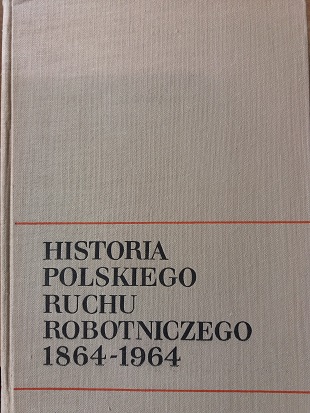 HISTORIA
POLSKIEGO
RUCHU
ROBOTNICZEGO
1864-1964